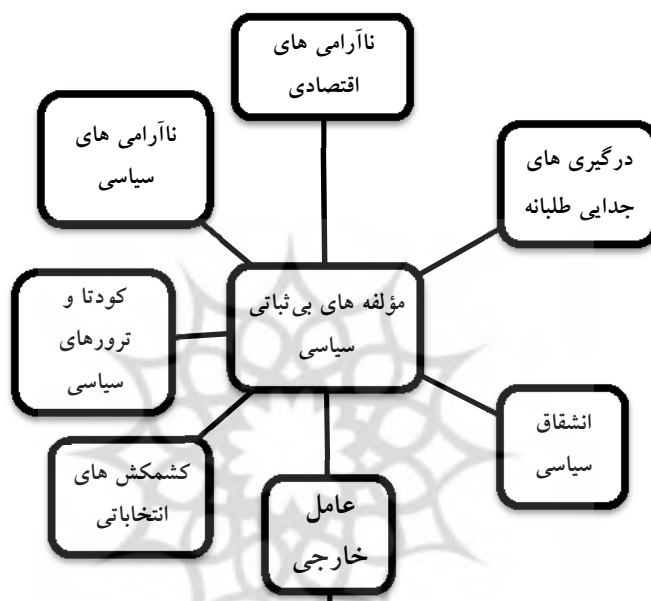 ناآرامی های
اقتصادی
درگیری های
جدایی طلبانه
ناآرامی های
سیاسی
مؤلفه های بی‌ثباتی
سیاسی
کودتا و
ترورهای
سیاسی
انشقاق
سیاسی
کشمکش های
انتخاباتی
عامل
خارجی